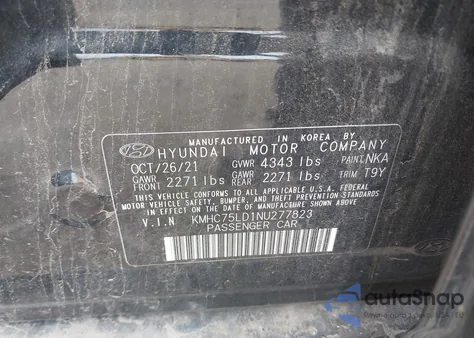 MANUFACTURED IN KOREA BY
HYUNDAI MOTOR COMPANY
OCT/26/21 GVWR 4343 lbs PAINT NKA
GAWR FRONT 2271 lbs GAWR REAR 2271 lbs TRIM T9Y
THIS VEHICLE CONFORMS TO ALL APPLICABLE U.S.A. FEDERAL
MOTOR VEHICLE SAFETY, BUMPER, AND THEFT
PREVENTION STANDARDS IN EFFECT ON THE DATE OF
MANUFACTURE SHOWN ABOVE.
V.I.N KMHC75LD1NU277823
PASSENGER CAR
autoSnap